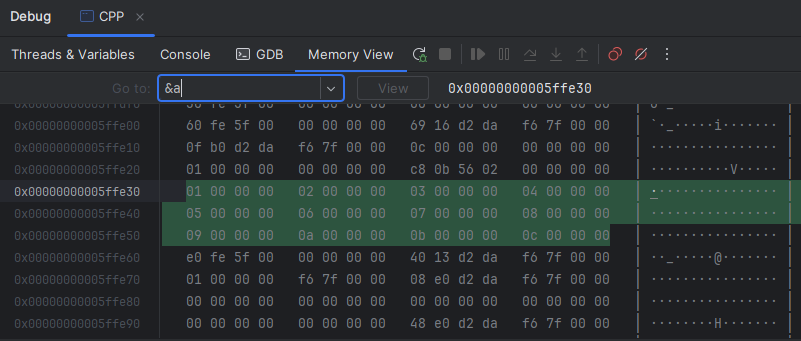 Debug CPP ×
Threads & Variables Console GDB Memory View
Go to: &a View 0x00000000005ffe30
0x00000000005ffe00 60 fe 5f 00 00 00 00 00 69 16 d2 da f6 7f 00 00 | `·_·····i······· |
0x00000000005ffe10 0f b0 d2 da f6 7f 00 00 0c 00 00 00 00 00 00 00 | ················ |
0x00000000005ffe20 01 00 00 00 00 00 00 00 c8 0b 56 02 00 00 00 00 | ··········V····· |
0x00000000005ffe30 01 00 00 00 02 00 00 00 03 00 00 00 04 00 00 00 | ················ |
0x00000000005ffe40 05 00 00 00 06 00 00 00 07 00 00 00 08 00 00 00 | ················ |
0x00000000005ffe50 09 00 00 00 0a 00 00 00 0b 00 00 00 0c 00 00 00 | ················ |
0x00000000005ffe60 e0 fe 5f 00 00 00 00 00 40 13 d2 da f6 7f 00 00 | ··_·····@······· |
0x00000000005ffe70 01 00 00 00 f6 7f 00 00 08 e0 d2 da f6 7f 00 00 | ················ |
0x00000000005ffe80 00 00 00 00 00 00 00 00 00 00 00 00 00 00 00 00 | ················ |
0x00000000005ffe90 00 00 00 00 00 00 00 00 48 e0 d2 da f6 7f 00 00 | ········H······· |